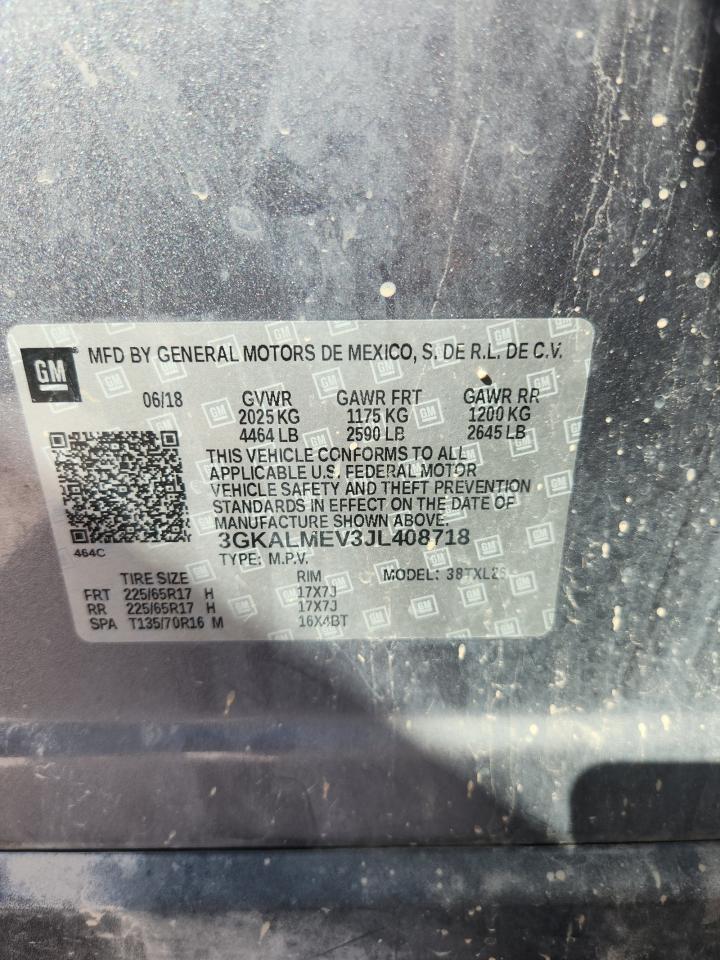 GM MFD BY GENERAL MOTORS DE MEXICO, S. DE R.L. DE C.V.
06/18 GVWR GAWR FRT GAWR RR
2025 KG 1175 KG 1200 KG
4464 LB 2590 LB 2645 LB
THIS VEHICLE CONFORMS TO ALL
APPLICABLE U.S. FEDERAL MOTOR
VEHICLE SAFETY AND THEFT PREVENTION
STANDARDS IN EFFECT ON THE DATE OF
MANUFACTURE SHOWN ABOVE.
3GKALMEV3JL408718
464C
TYPE: M.P.V.
TIRE SIZE RIM MODEL: 38TXL26
FRT 225/65R17 H 17X7J
RR 225/65R17 H 17X7J
SPA T135/70R16 M 16X4BT